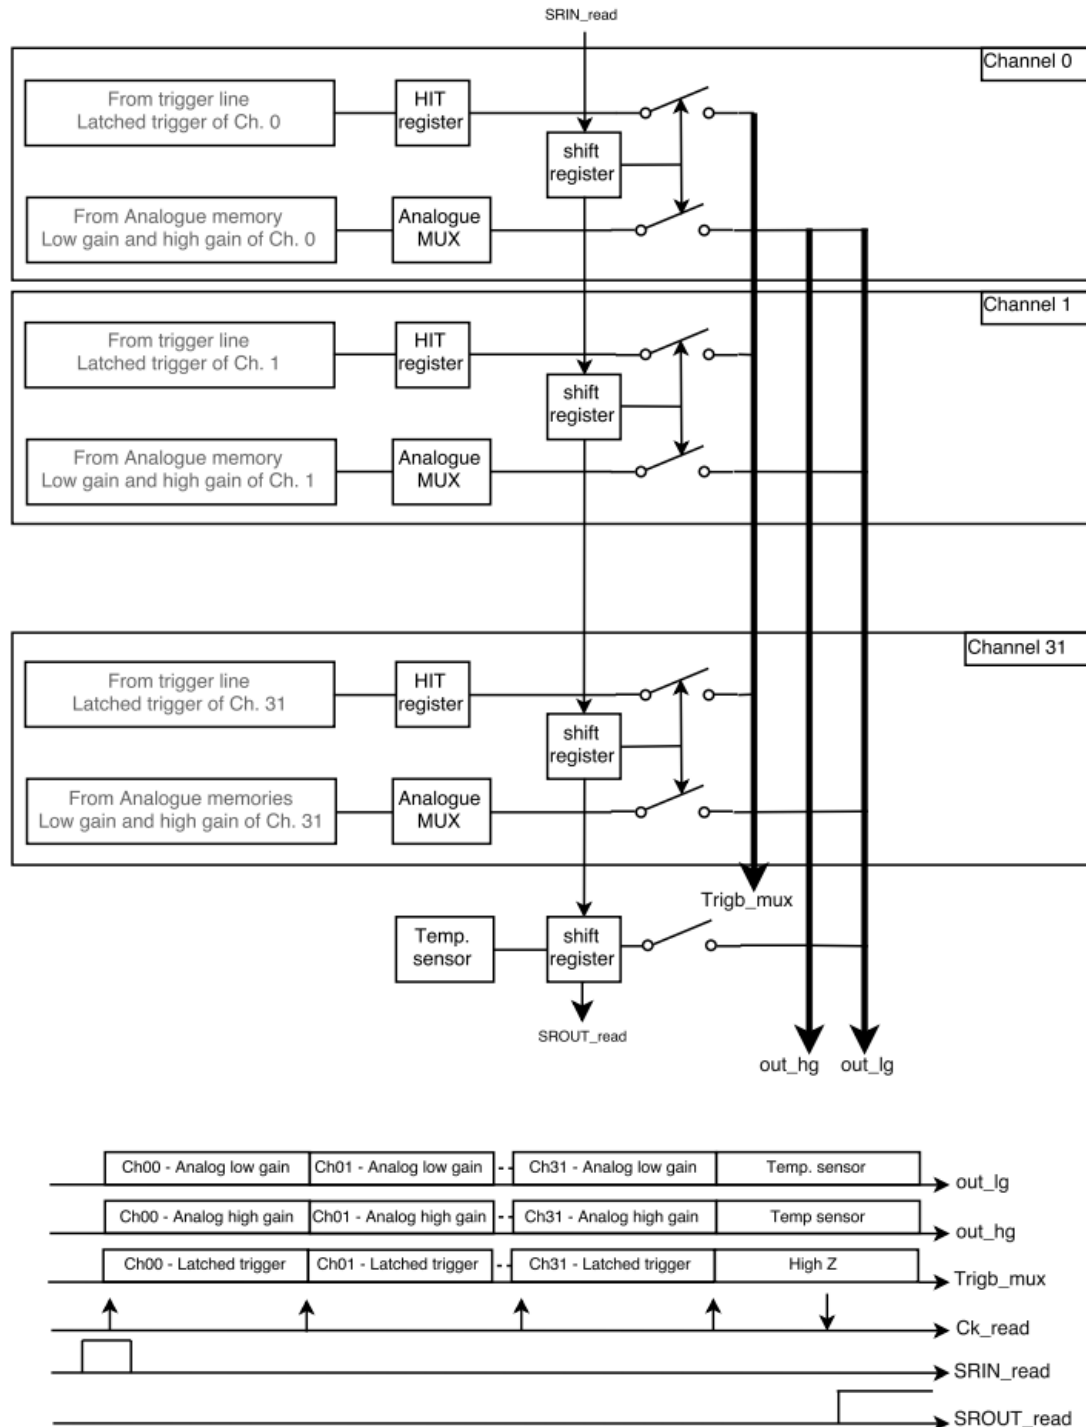 SRIN_read
Channel 0
From trigger line
Latched trigger of Ch. 0
HIT
register
shift
register
From Analogue memory
Low gain and high gain of Ch. 0
Analogue
MUX
Channel 1
From trigger line
Latched trigger of Ch. 1
HIT
register
shift
register
From Analogue memory
Low gain and high gain of Ch. 1
Analogue
MUX
Channel 31
From trigger line
Latched trigger of Ch. 31
HIT
register
shift
register
From Analogue memories
Low gain and high gain of Ch. 31
Analogue
MUX
Trigb_mux
Temp.
sensor
shift
register
SROUT_read
out_hg
out_lg
Ch00 - Analog low gain
Ch01 - Analog low gain
Ch31 - Analog low gain
Temp. sensor
out_lg
Ch00 - Analog high gain
Ch01 - Analog high gain
Ch31 - Analog high gain
Temp sensor
out_hg
Ch00 - Latched trigger
Ch01 - Latched trigger
Ch31 - Latched trigger
High Z
Trigb_mux
Ck_read
SRIN_read
SROUT_read